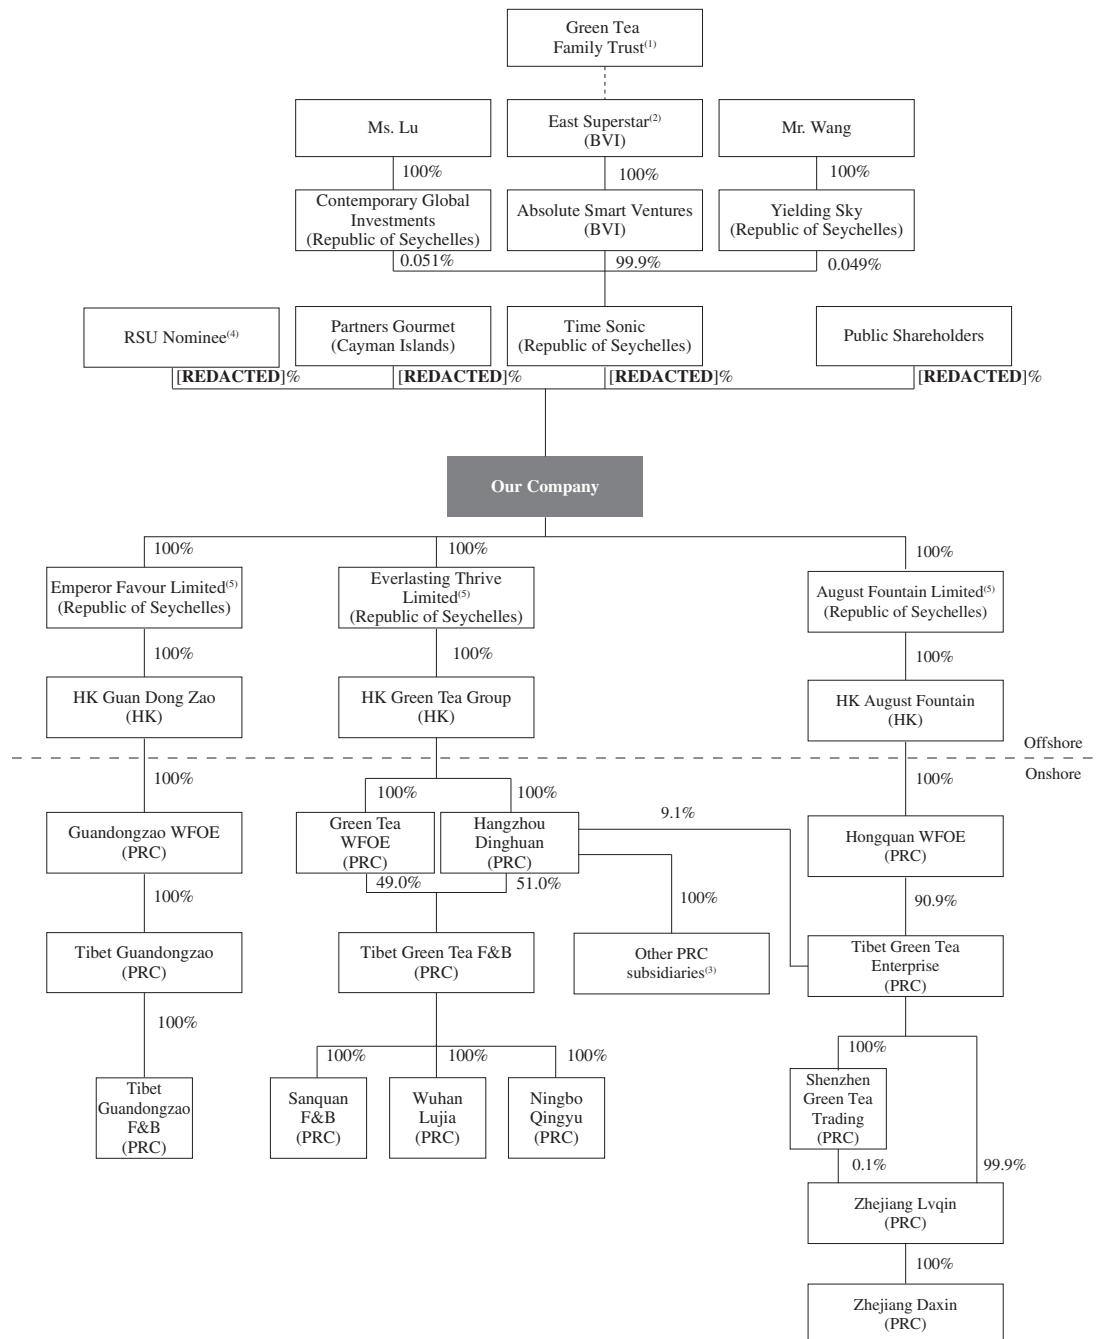 Green Tea
Family Trust(1)
Ms. Lu
East Superstar(2)
(BVI)
Mr. Wang
100%
100%
100%
Contemporary Global
Investments
(Republic of Seychelles)
Absolute Smart Ventures
(BVI)
Yielding Sky
(Republic of Seychelles)
0.051%
99.9%
0.049%
RSU Nominee(4)
Partners Gourmet
(Cayman Islands)
Time Sonic
(Republic of Seychelles)
Public Shareholders
[REDACTED]%
[REDACTED]%
[REDACTED]%
[REDACTED]%
Our Company
100%
100%
100%
Emperor Favour Limited(5)
(Republic of Seychelles)
Everlasting Thrive
Limited(5)
(Republic of Seychelles)
August Fountain Limited(5)
(Republic of Seychelles)
100%
100%
100%
HK Guan Dong Zao
(HK)
HK Green Tea Group
(HK)
HK August Fountain
(HK)
Offshore
Onshore
100%
100%
100%
100%
Guandongzao WFOE
(PRC)
Green Tea
WFOE
(PRC)
Hangzhou
Dinghuan
(PRC)
9.1%
Hongquan WFOE
(PRC)
100%
49.0%
51.0%
100%
90.9%
Tibet Guandongzao
(PRC)
Tibet Green Tea F&B
(PRC)
Other PRC
subsidiaries(3)
Tibet Green Tea
Enterprise
(PRC)
100%
100%
100%
100%
100%
Tibet
Guandongzao
F&B
(PRC)
Sanquan
F&B
(PRC)
Wuhan
Lujia
(PRC)
Ningbo
Qingyu
(PRC)
Shenzhen
Green Tea
Trading
(PRC)
0.1%
99.9%
Zhejiang Lvqin
(PRC)
100%
Zhejiang Daxin
(PRC)